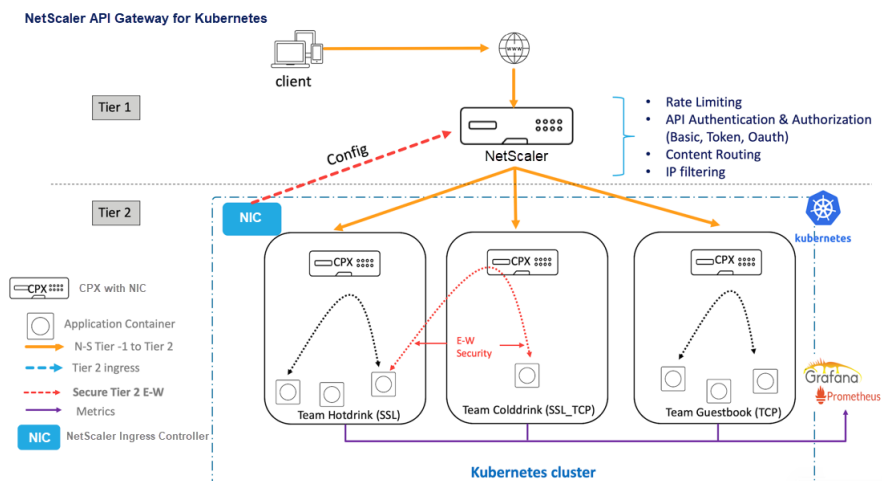 NetScaler API Gateway for Kubernetes
WWW
client
Tier 1
• Rate Limiting
• API Authentication & Authorization
(Basic, Token, Oauth)
• Content Routing
• IP filtering
Config
NetScaler
Tier 2
NIC
kubernetes
CPX
CPX
CPX
CPX
CPX with NIC
Application Container
N-S Tier -1 to Tier 2
Tier 2 ingress
Secure Tier 2 E-W
Metrics
NIC
NetScaler Ingress Controller
E-W
Security
Team Hotdrink (SSL)
Team Colddrink (SSL_TCP)
Team Guestbook (TCP)
Grafana
Prometheus
Kubernetes cluster